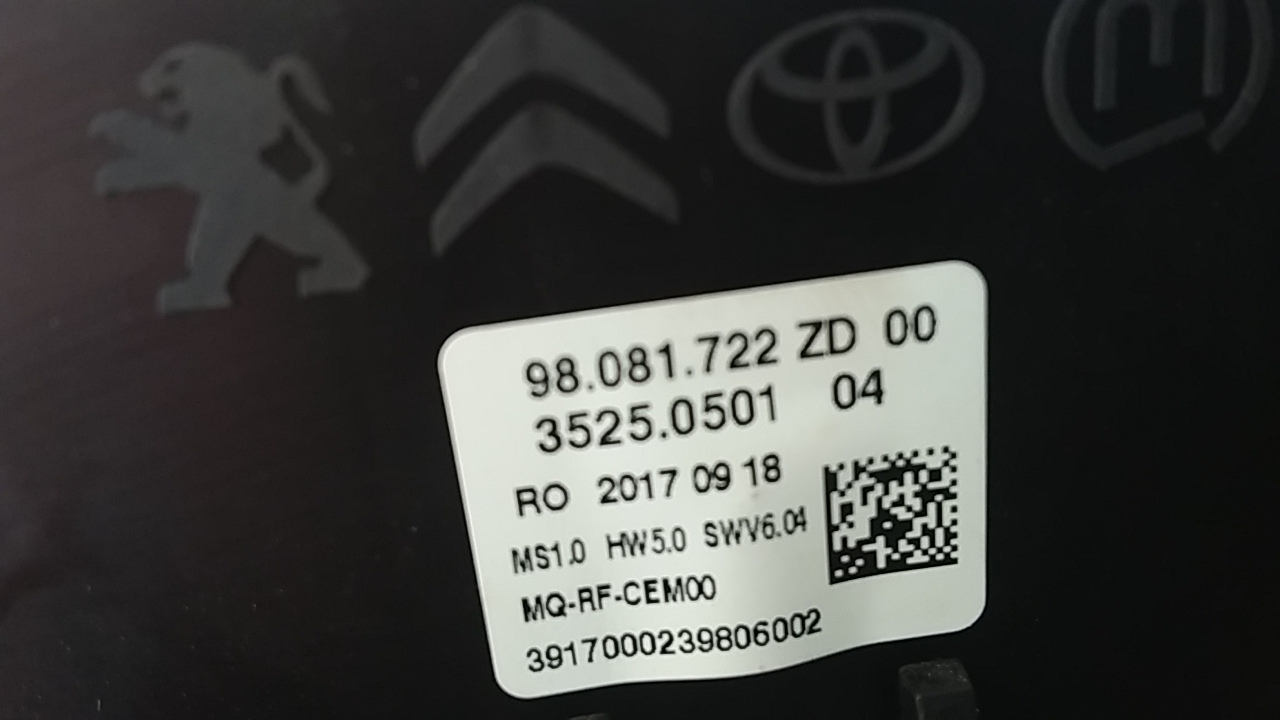 98.081.722 ZD 00
3525.0501 04
RO 2017 09 18
MS1.0 HW5.0 SWV6.04
MQ-RF-CEM00
3917000239806002